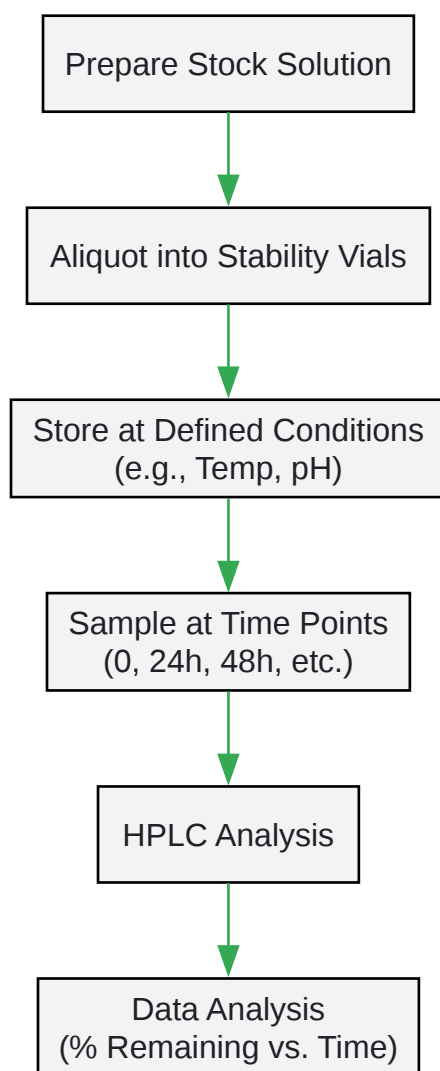 Prepare Stock Solution
Aliquot into Stability Vials
Store at Defined Conditions
(e.g., Temp, pH)
Sample at Time Points
(0, 24h, 48h, etc.)
HPLC Analysis
Data Analysis
(% Remaining vs. Time)